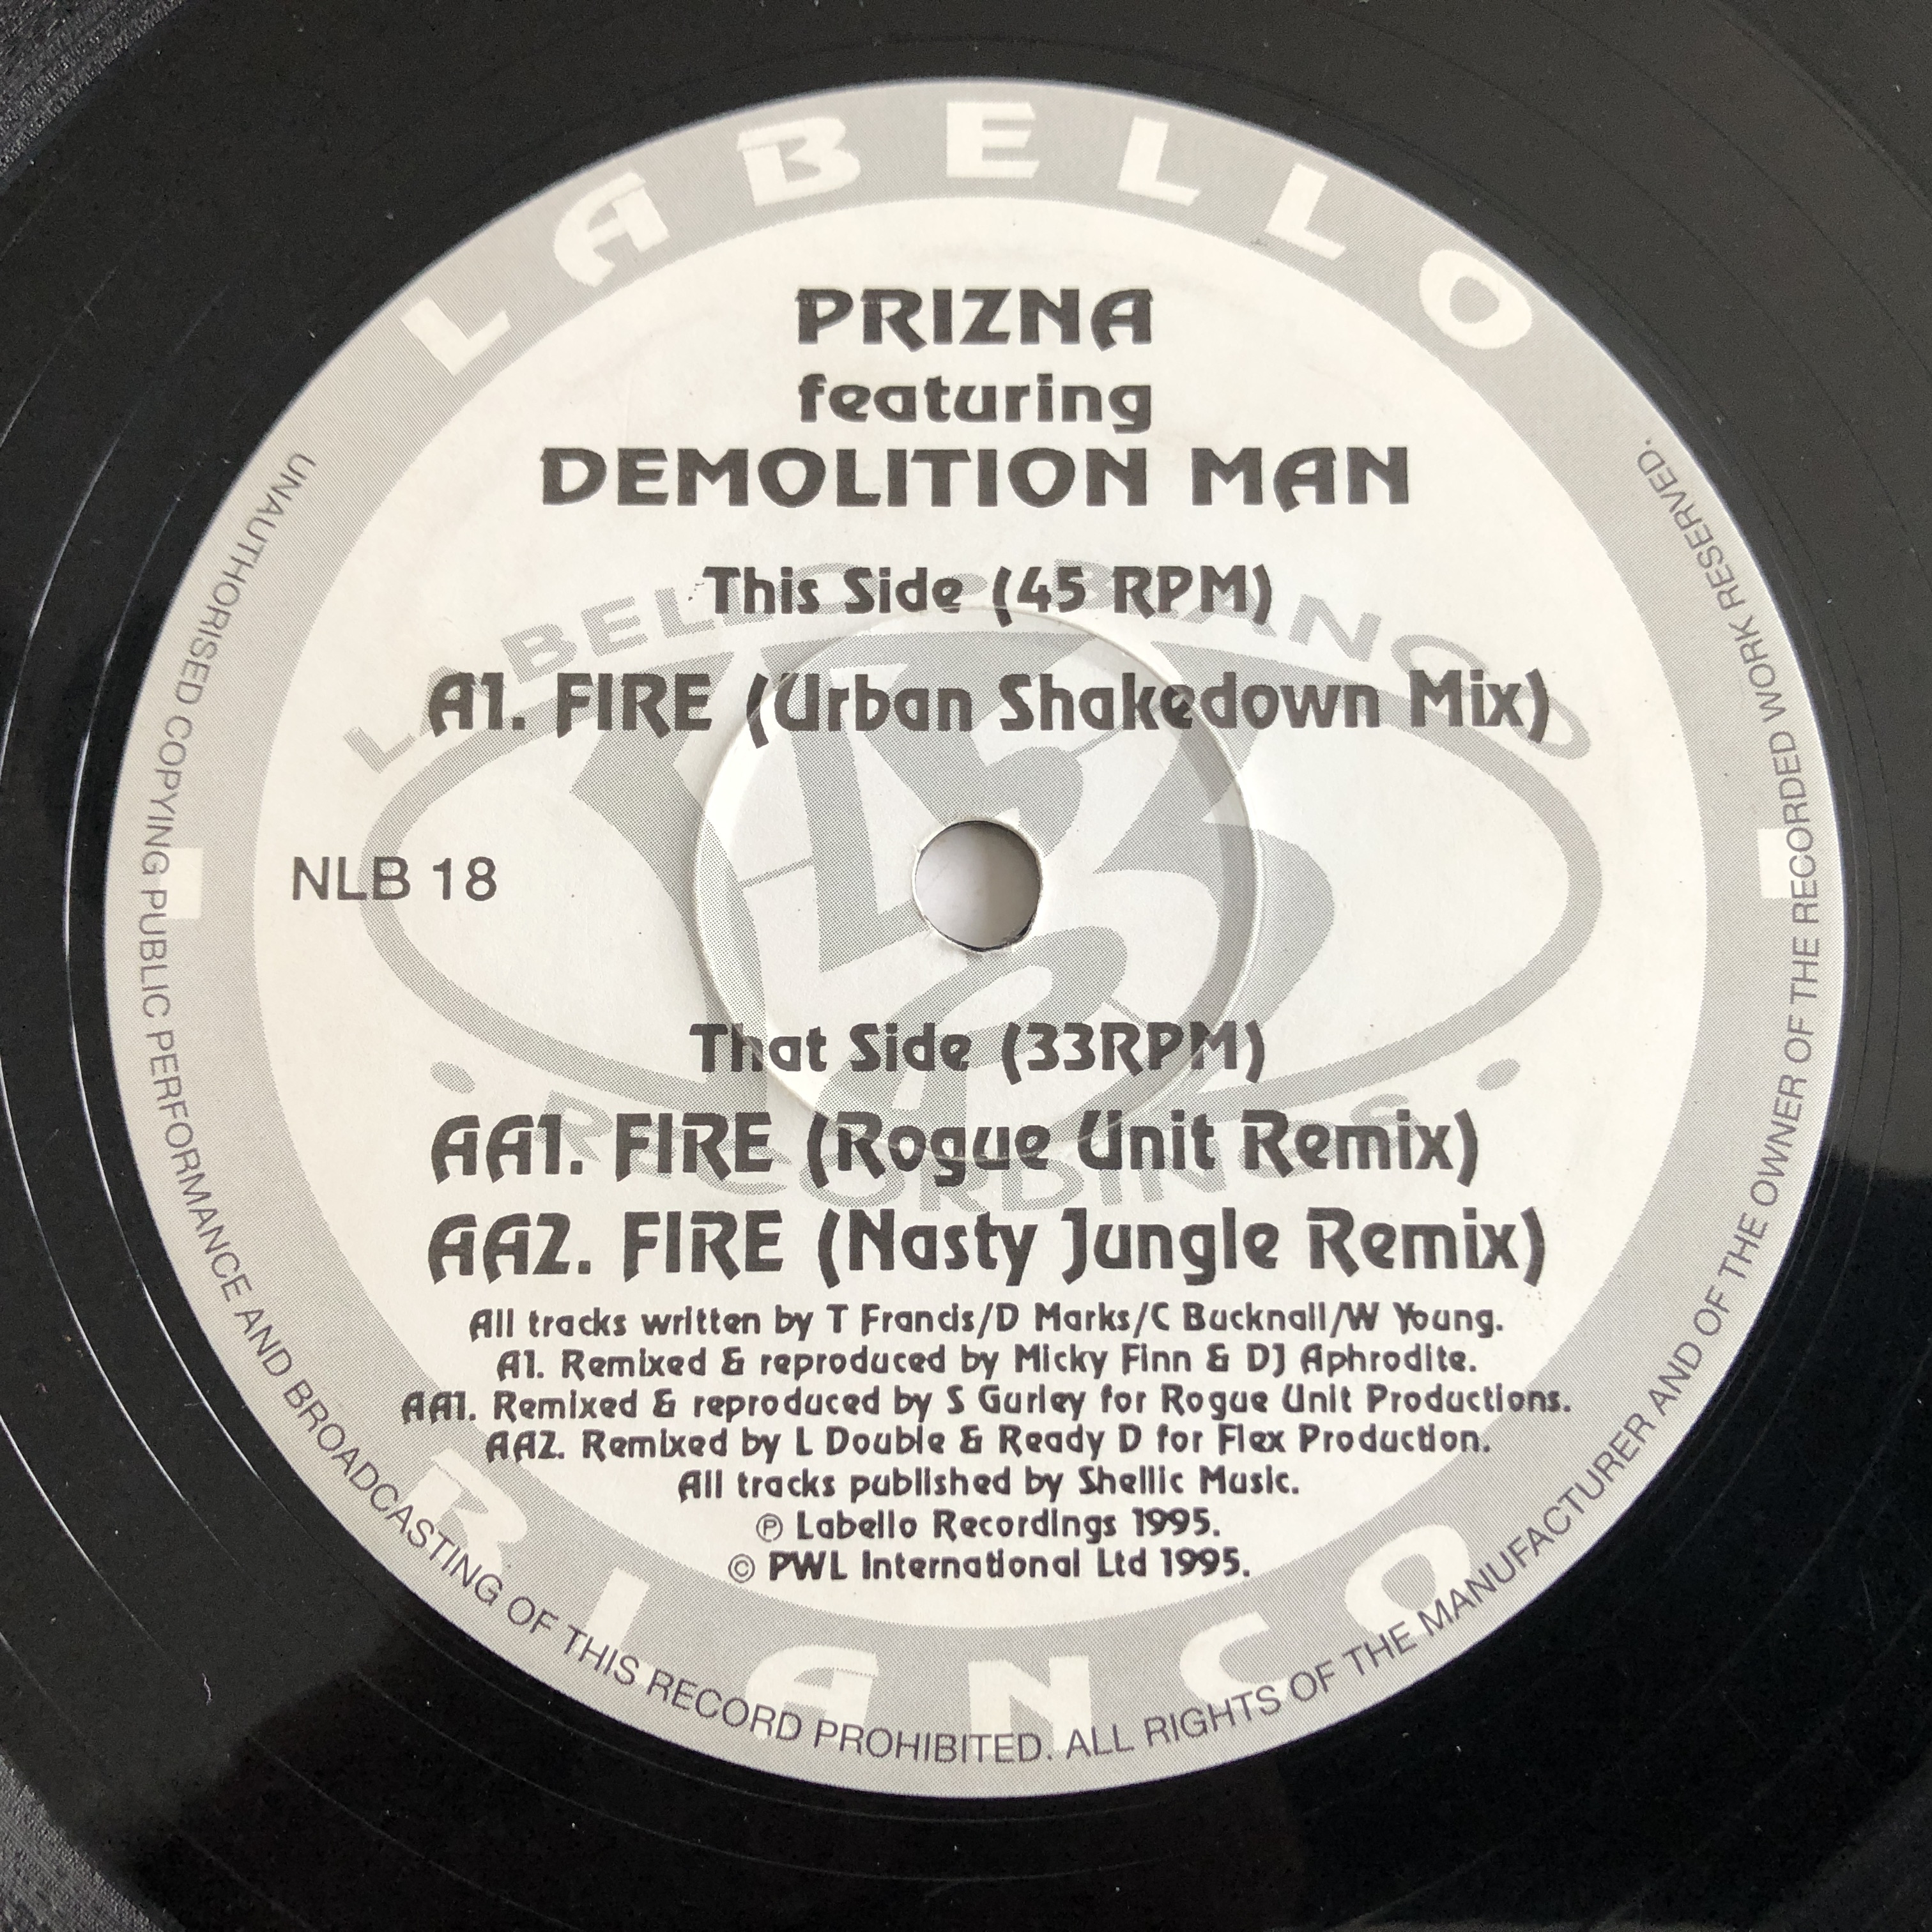 LABELLO
PRIZNA
featuring
DEMOLITION MAN
This Side (45 RPM)
LABELLO BLANCO
A1. FIRE (Urban Shakedown Mix)
NLB 18
That Side (33RPM)
AA1. FIRE (Rogue Unit Remix)
RECORDINGS
AA2. FIRE (Nasty Jungle Remix)
All tracks written by T Francis/D Marks/C Bucknall/W Young.
A1. Remixed & reproduced by Micky Finn & DJ Aphrodite.
AA1. Remixed & reproduced by S Gurley for Rogue Unit Productions.
AA2. Remixed by L Double & Ready D for Flex Production.
All tracks published by Shellic Music.
℗ Labello Recordings 1995.
© PWL International Ltd 1995.
BLANCO
UNAUTHORISED COPYING PUBLIC PERFORMANCE AND BROADCASTING OF THIS RECORD PROHIBITED. ALL RIGHTS OF THE MANUFACTURER AND OF THE OWNER OF THE RECORDED WORK RESERVED.